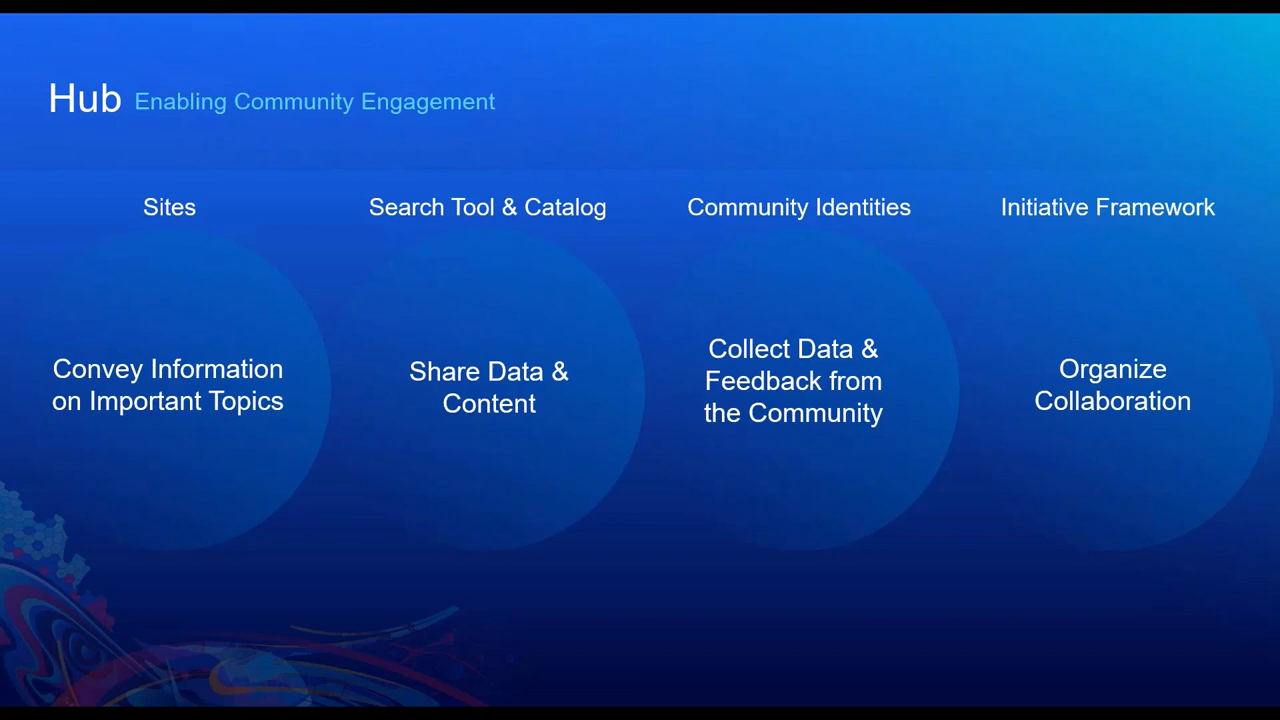 Hub Enabling Community Engagement
Sites
Search Tool & Catalog
Community Identities
Initiative Framework
Convey Information
on Important Topics
Share Data &
Content
Collect Data &
Feedback from
the Community
Organize
Collaboration